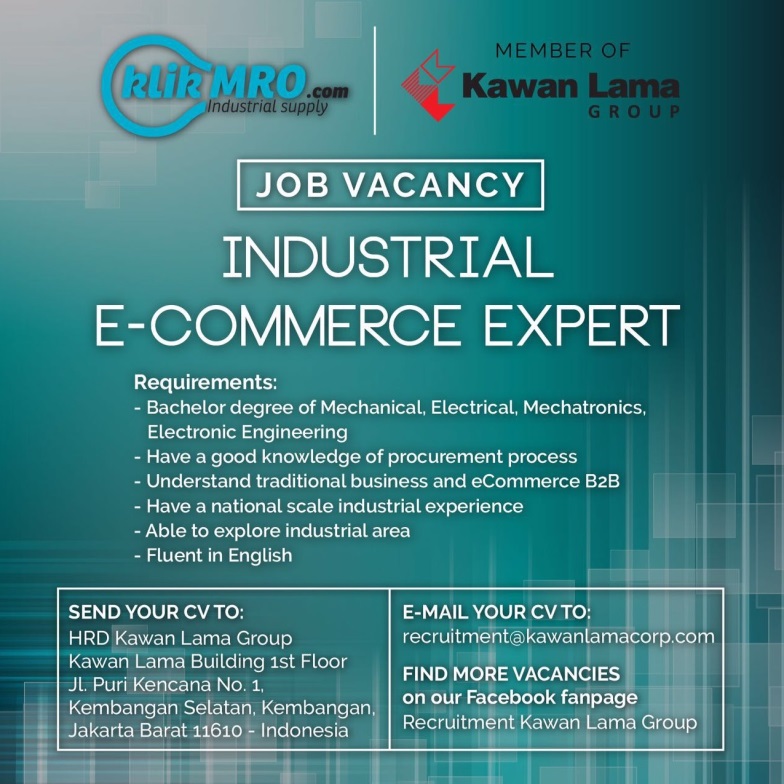 klikMRO.com
Industrial supply
MEMBER OF
Kawan Lama
GROUP
JOB VACANCY
INDUSTRIAL
E-COMMERCE EXPERT
Requirements:
- Bachelor degree of Mechanical, Electrical, Mechatronics,
Electronic Engineering
- Have a good knowledge of procurement process
- Understand traditional business and eCommerce B2B
- Have a national scale industrial experience
- Able to explore industrial area
- Fluent in English
SEND YOUR CV TO:
HRD Kawan Lama Group
Kawan Lama Building 1st Floor
Jl. Puri Kencana No. 1,
Kembangan Selatan, Kembangan,
Jakarta Barat 11610 - Indonesia
E-MAIL YOUR CV TO:
recruitment@kawanlamacorp.com
FIND MORE VACANCIES
on our Facebook fanpage
Recruitment Kawan Lama Group